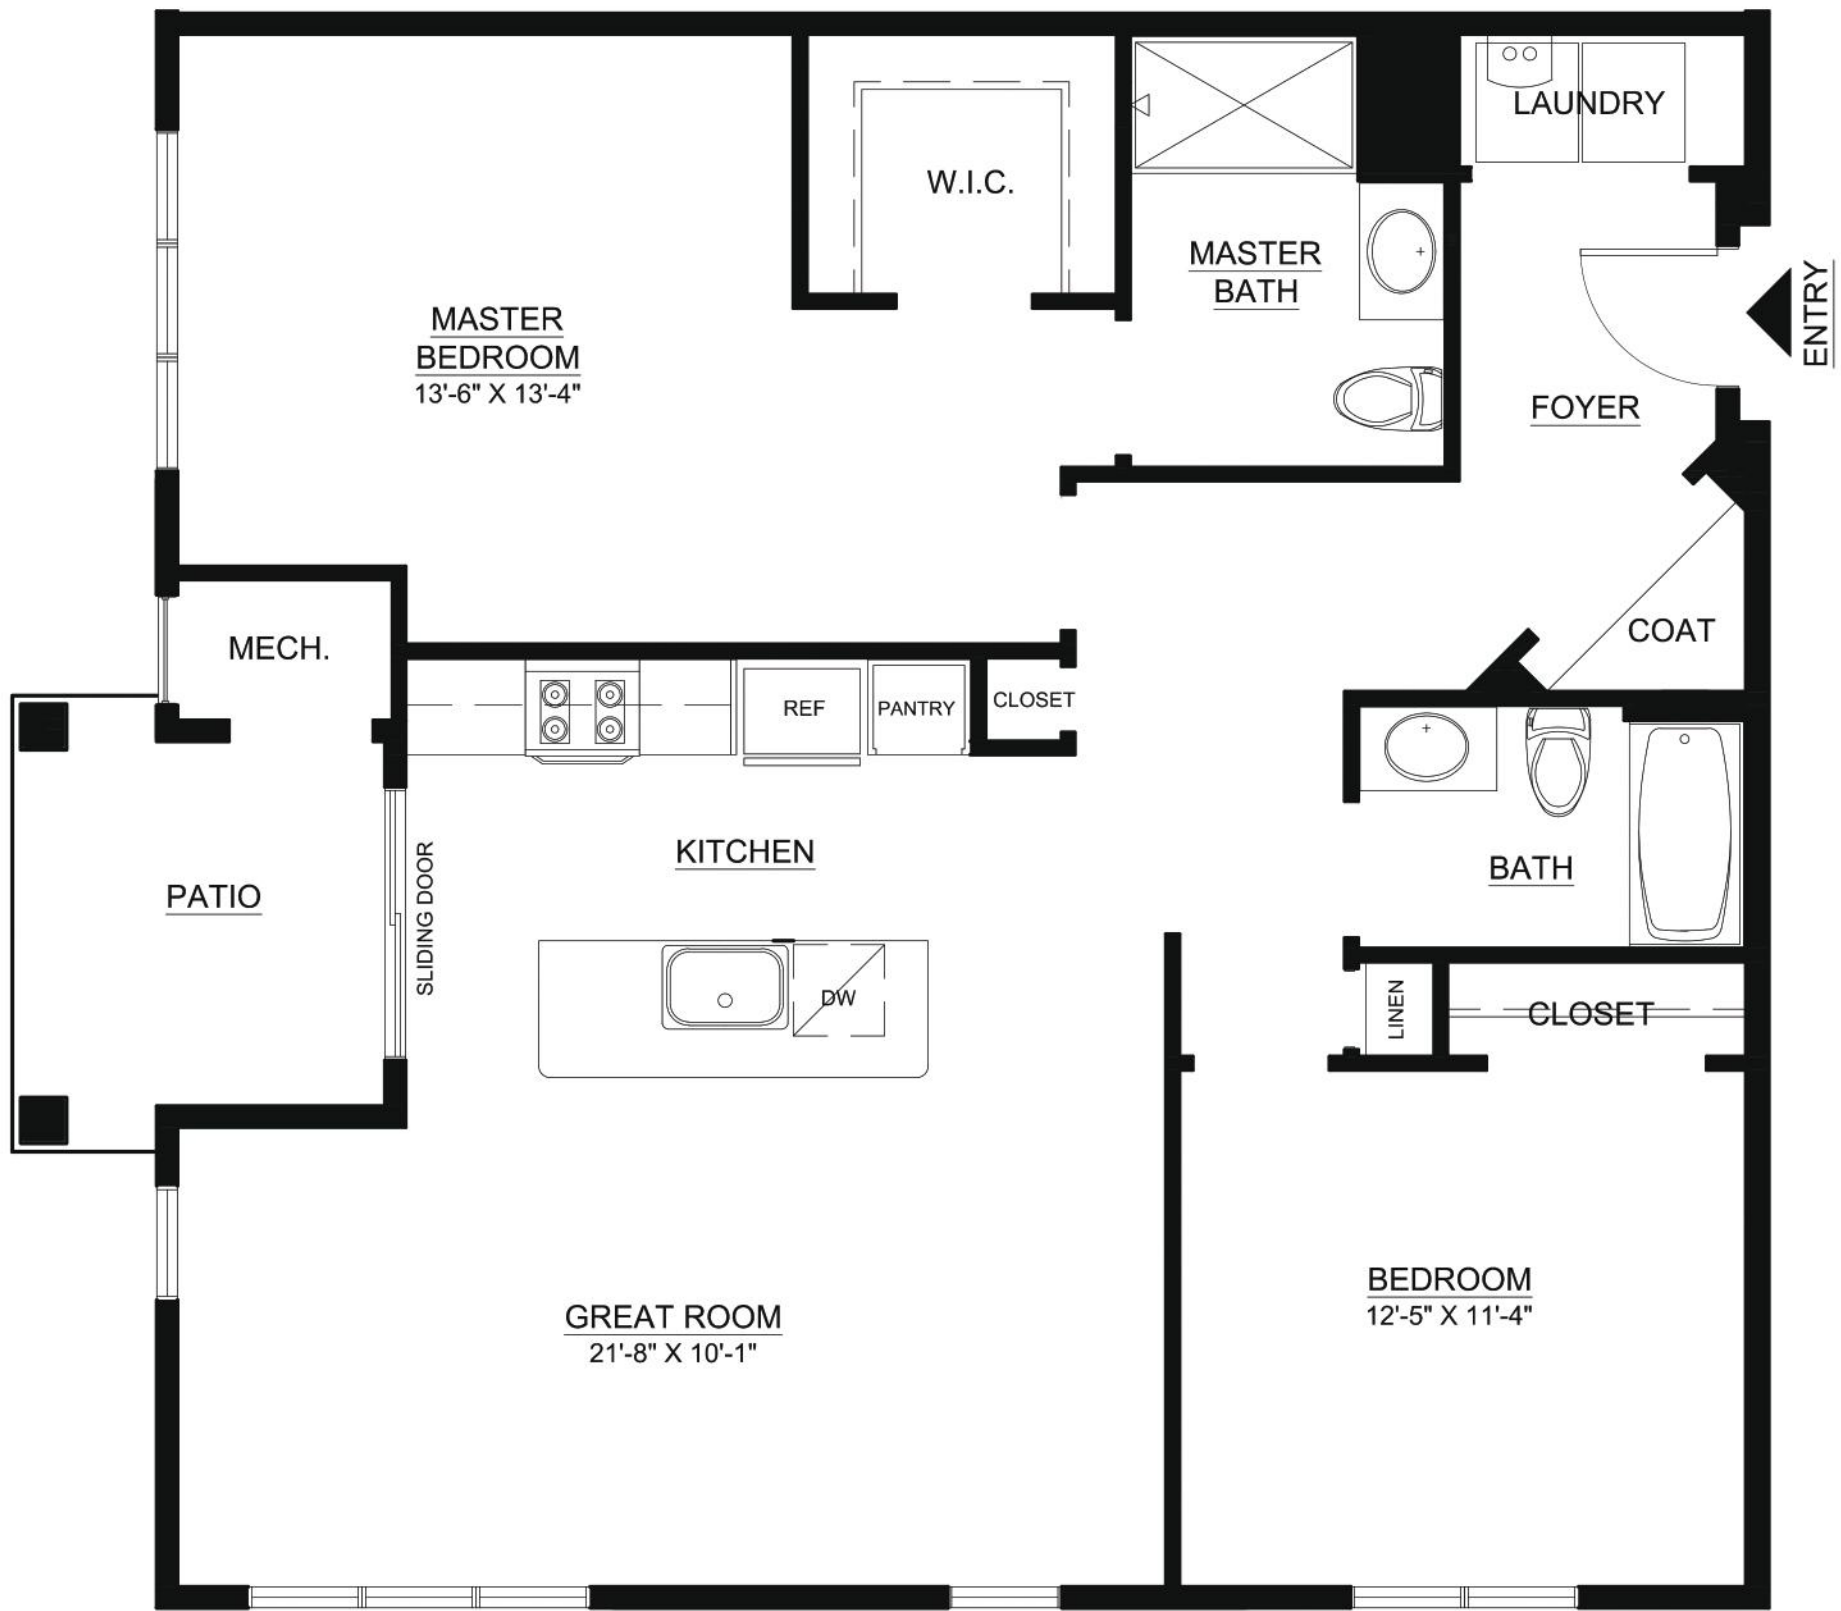 LAUNDRY
W.I.C.
MASTER
BATH
ENTRY
MASTER
BEDROOM
13'-6" X 13'-4"
FOYER
COAT
MECH.
CLOSET
REF
PANTRY
KITCHEN
BATH
PATIO
SLIDING DOOR
DW
LINEN
CLOSET
BEDROOM
12'-5" X 11'-4"
GREAT ROOM
21'-8" X 10'-1"